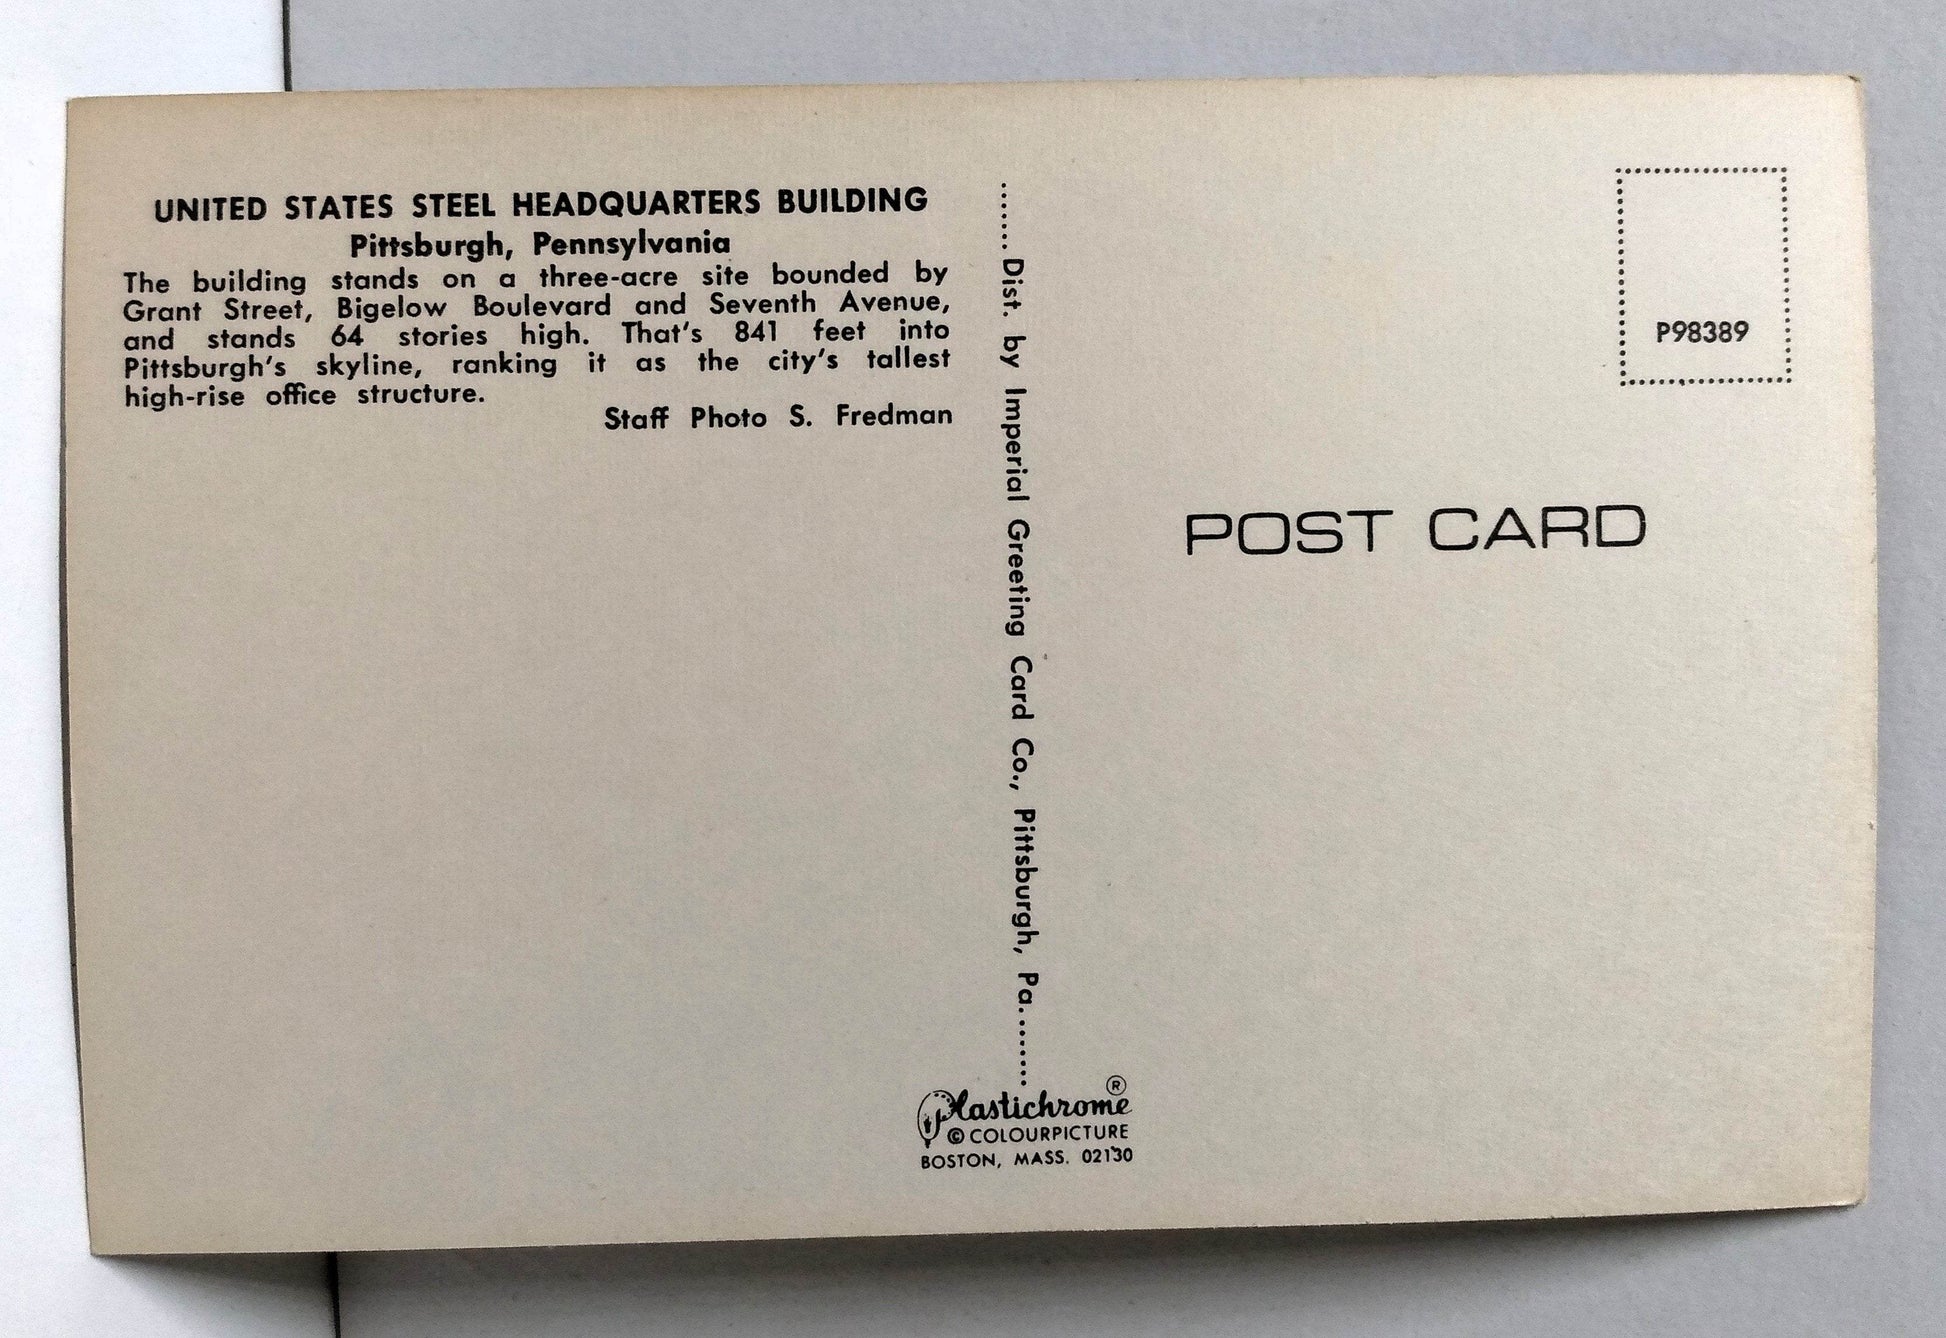 UNITED STATES STEEL HEADQUARTERS BUILDING
Pittsburgh, Pennsylvania
The building stands on a three-acre site bounded by
Grant Street, Bigelow Boulevard and Seventh Avenue,
and stands 64 stories high. That's 841 feet into
Pittsburgh's skyline, ranking it as the city's tallest
high-rise office structure.
Staff Photo S. Fredman
.......Dist. by Imperial Greeting Card Co., Pittsburgh, Pa.........
Plastichrome®
© COLOURPICTURE
BOSTON, MASS. 02130
P98389
POST CARD